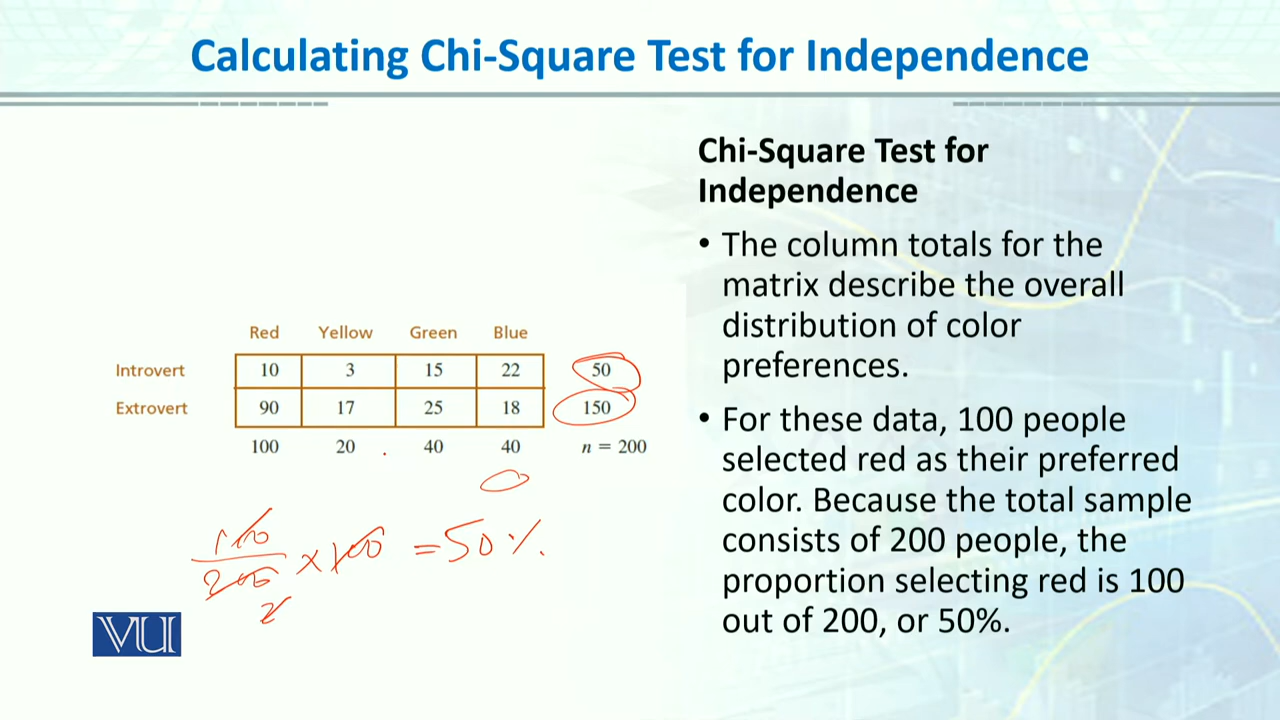 Calculating Chi-Square Test for Independence
Chi-Square Test for
Independence
• The column totals for the
matrix describe the overall
distribution of color
preferences.
• For these data, 100 people
selected red as their preferred
color. Because the total sample
consists of 200 people, the
proportion selecting red is 100
out of 200, or 50%.
Red Yellow Green Blue
Introvert 10 3 15 22 50
Extrovert 90 17 25 18 150
100 20 40 40 n = 200
100
200 × 100 = 50 %
2
VU